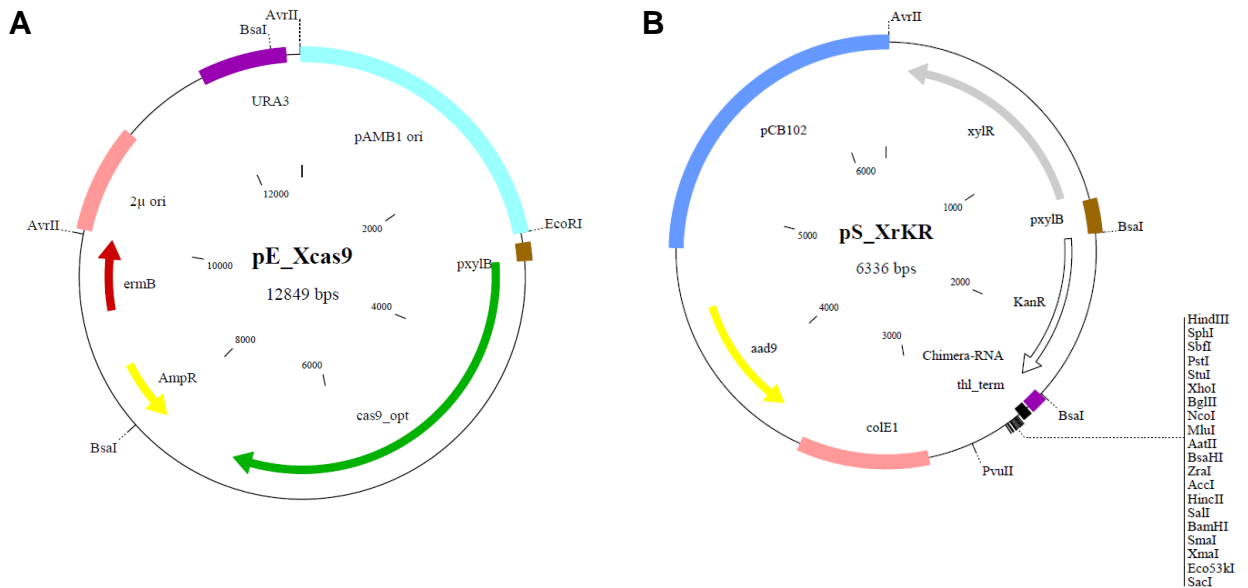 A
AvrII
BsaI
URA3
pAMB1 ori
2µ ori
12000
2000
AvrII
EcoRI
pE_Xcas9
12849 bps
pxylB
ermB
10000
4000
8000
6000
AmpR
cas9_opt
BsaI
B
AvrII
pCB102
xylR
6000
1000
pxylB
BsaI
5000
pS_XrKR
6336 bps
2000
KanR
4000
3000
aad9
Chimera-RNA
thl_term
BsaI
colE1
PvuII
HindIII
SphI
SbfI
PstI
StuI
XhoI
BglII
NcoI
MluI
AatII
BsaHI
ZraI
AccI
HincII
SalI
BamHI
SmaI
XmaI
Eco53kI
SacI